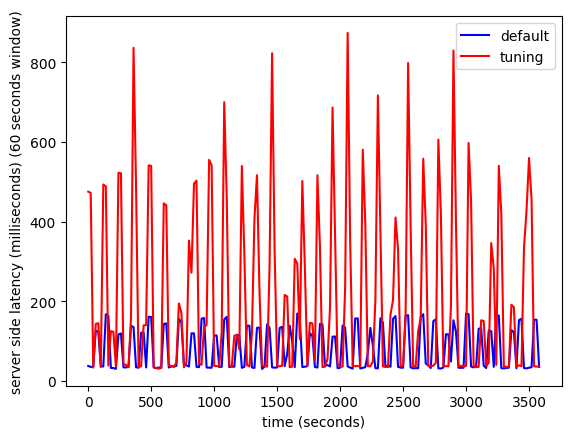 server side latency (milliseconds) (60 seconds window)
800
600
400
200
0
default
tuning
0 500 1000 1500 2000 2500 3000 3500
time (seconds)